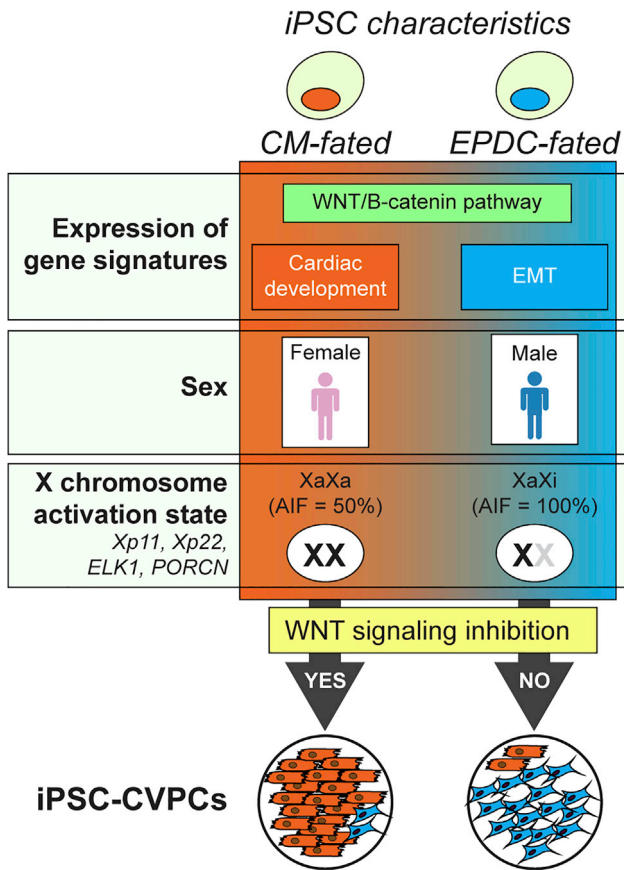 iPSC characteristics
CM-fated EPDC-fated
WNT/B-catenin pathway
Expression of
gene signatures
Cardiac
development
EMT
Sex
Female Male
X chromosome
activation state
Xp11, Xp22,
ELK1, PORCN
XaXa
(AIF = 50%)
XX
XaXi
(AIF = 100%)
XX
WNT signaling inhibition
YES NO
iPSC-CVPCs